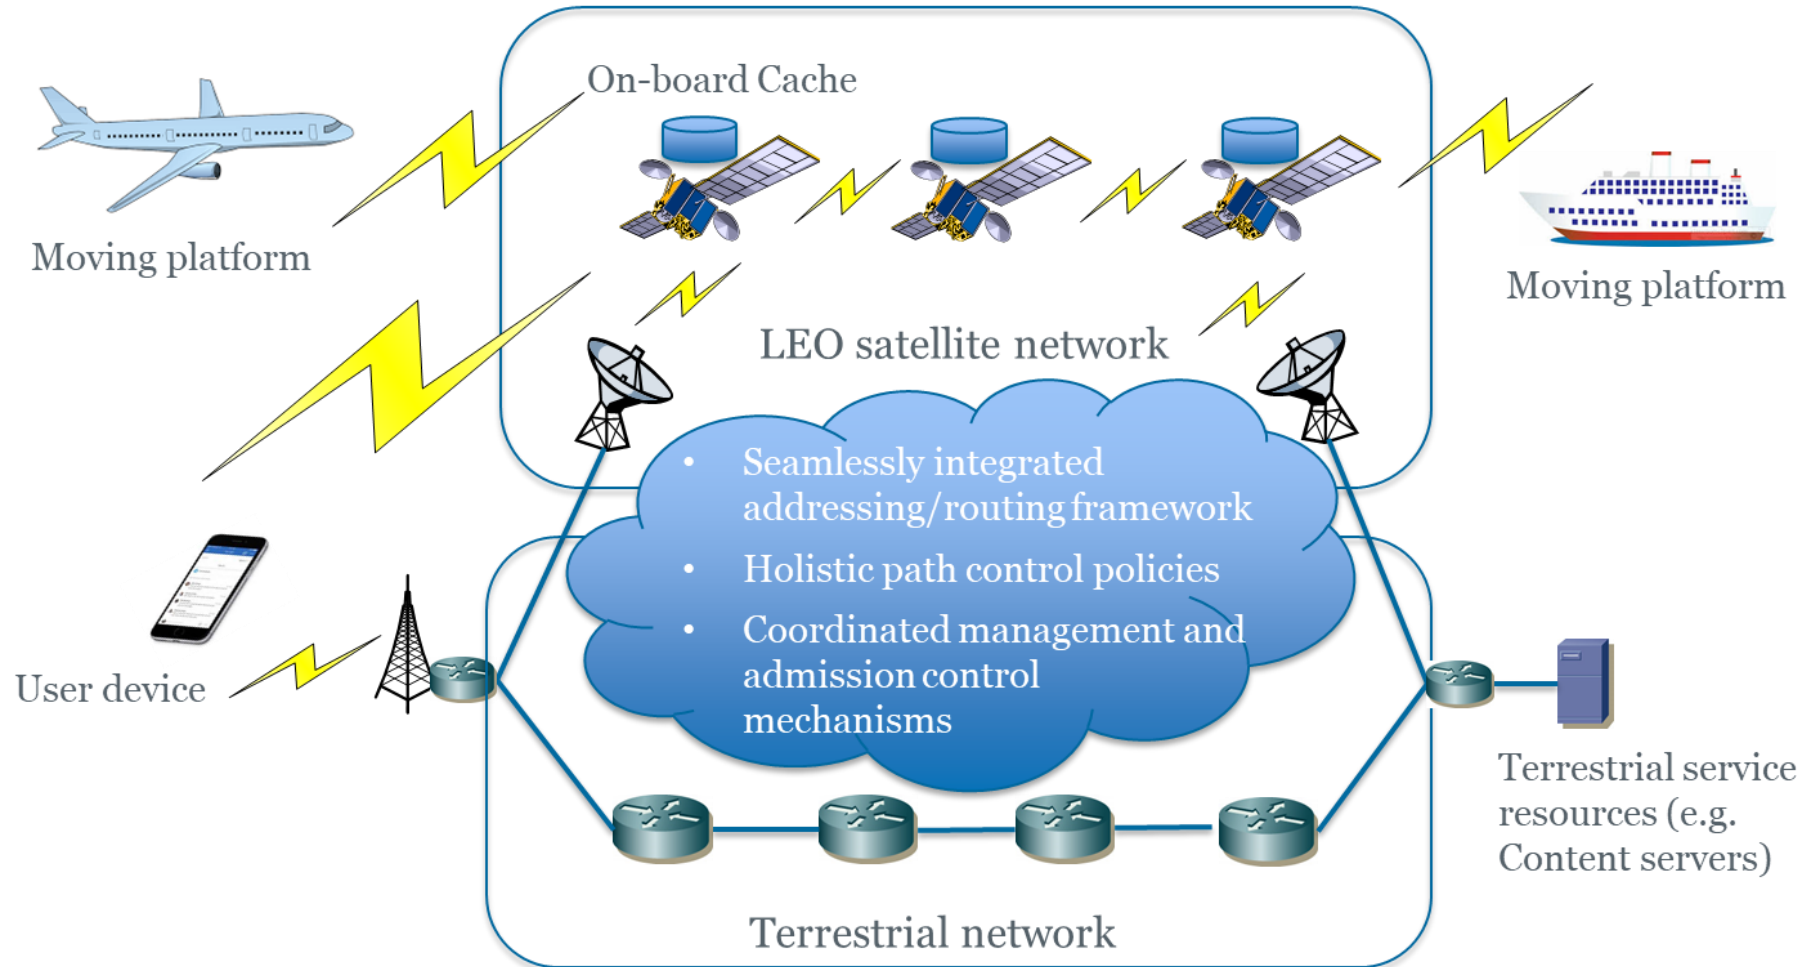 On-board Cache
Moving platform
Moving platform
LEO satellite network
• Seamlessly integrated
addressing/routing framework
• Holistic path control policies
• Coordinated management and
admission control
mechanisms
User device
Terrestrial service
resources (e.g.
Content servers)
Terrestrial network